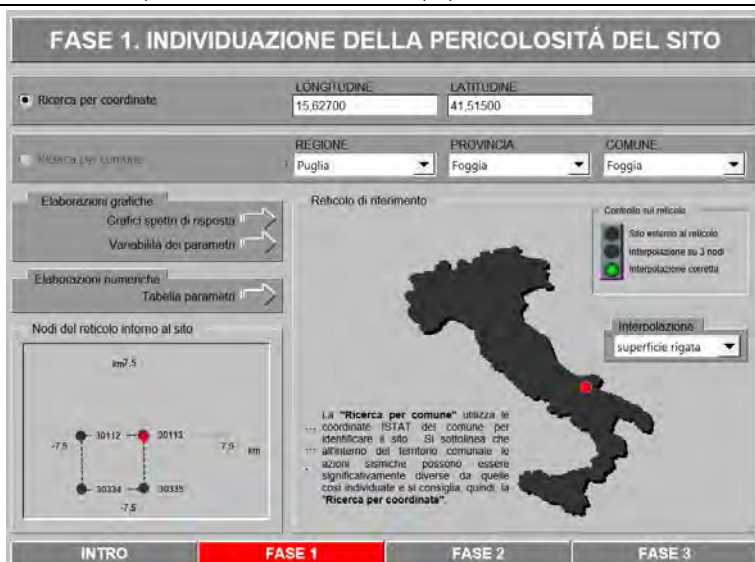 FASE 1. INDIVIDUAZIONE DELLA PERICOLOSITÁ DEL SITO
Ricerca per coordinate
LONGITUDINE
15,62700
LATITUDINE
41,51500
Ricerca per comune
REGIONE
Puglia
PROVINCIA
Foggia
COMUNE
Foggia
Elaborazioni grafiche
Grafici spettri di risposta
Variabilità dei parametri
Elaborazioni numeriche
Tabella parametri
Nodi del reticolo intorno al sito
km 7.5
-7.5
30112
30113
7.5
km
30334
30335
-7.5
Reticolo di riferimento
Controllo sul reticolo
Sito esterno al reticolo
Interpolazione su 3 nodi
Interpolazione corretta
Interpolazione
superficie rigata
La "Ricerca per comune" utilizza le
coordinate ISTAT del comune per
identificare il sito. Si sottolinea che
all'interno del territorio comunale le
azioni sismiche possono essere
significativamente diverse da quelle
così individuate e si consiglia, quindi, la
"Ricerca per coordinate".
INTRO
FASE 1
FASE 2
FASE 3